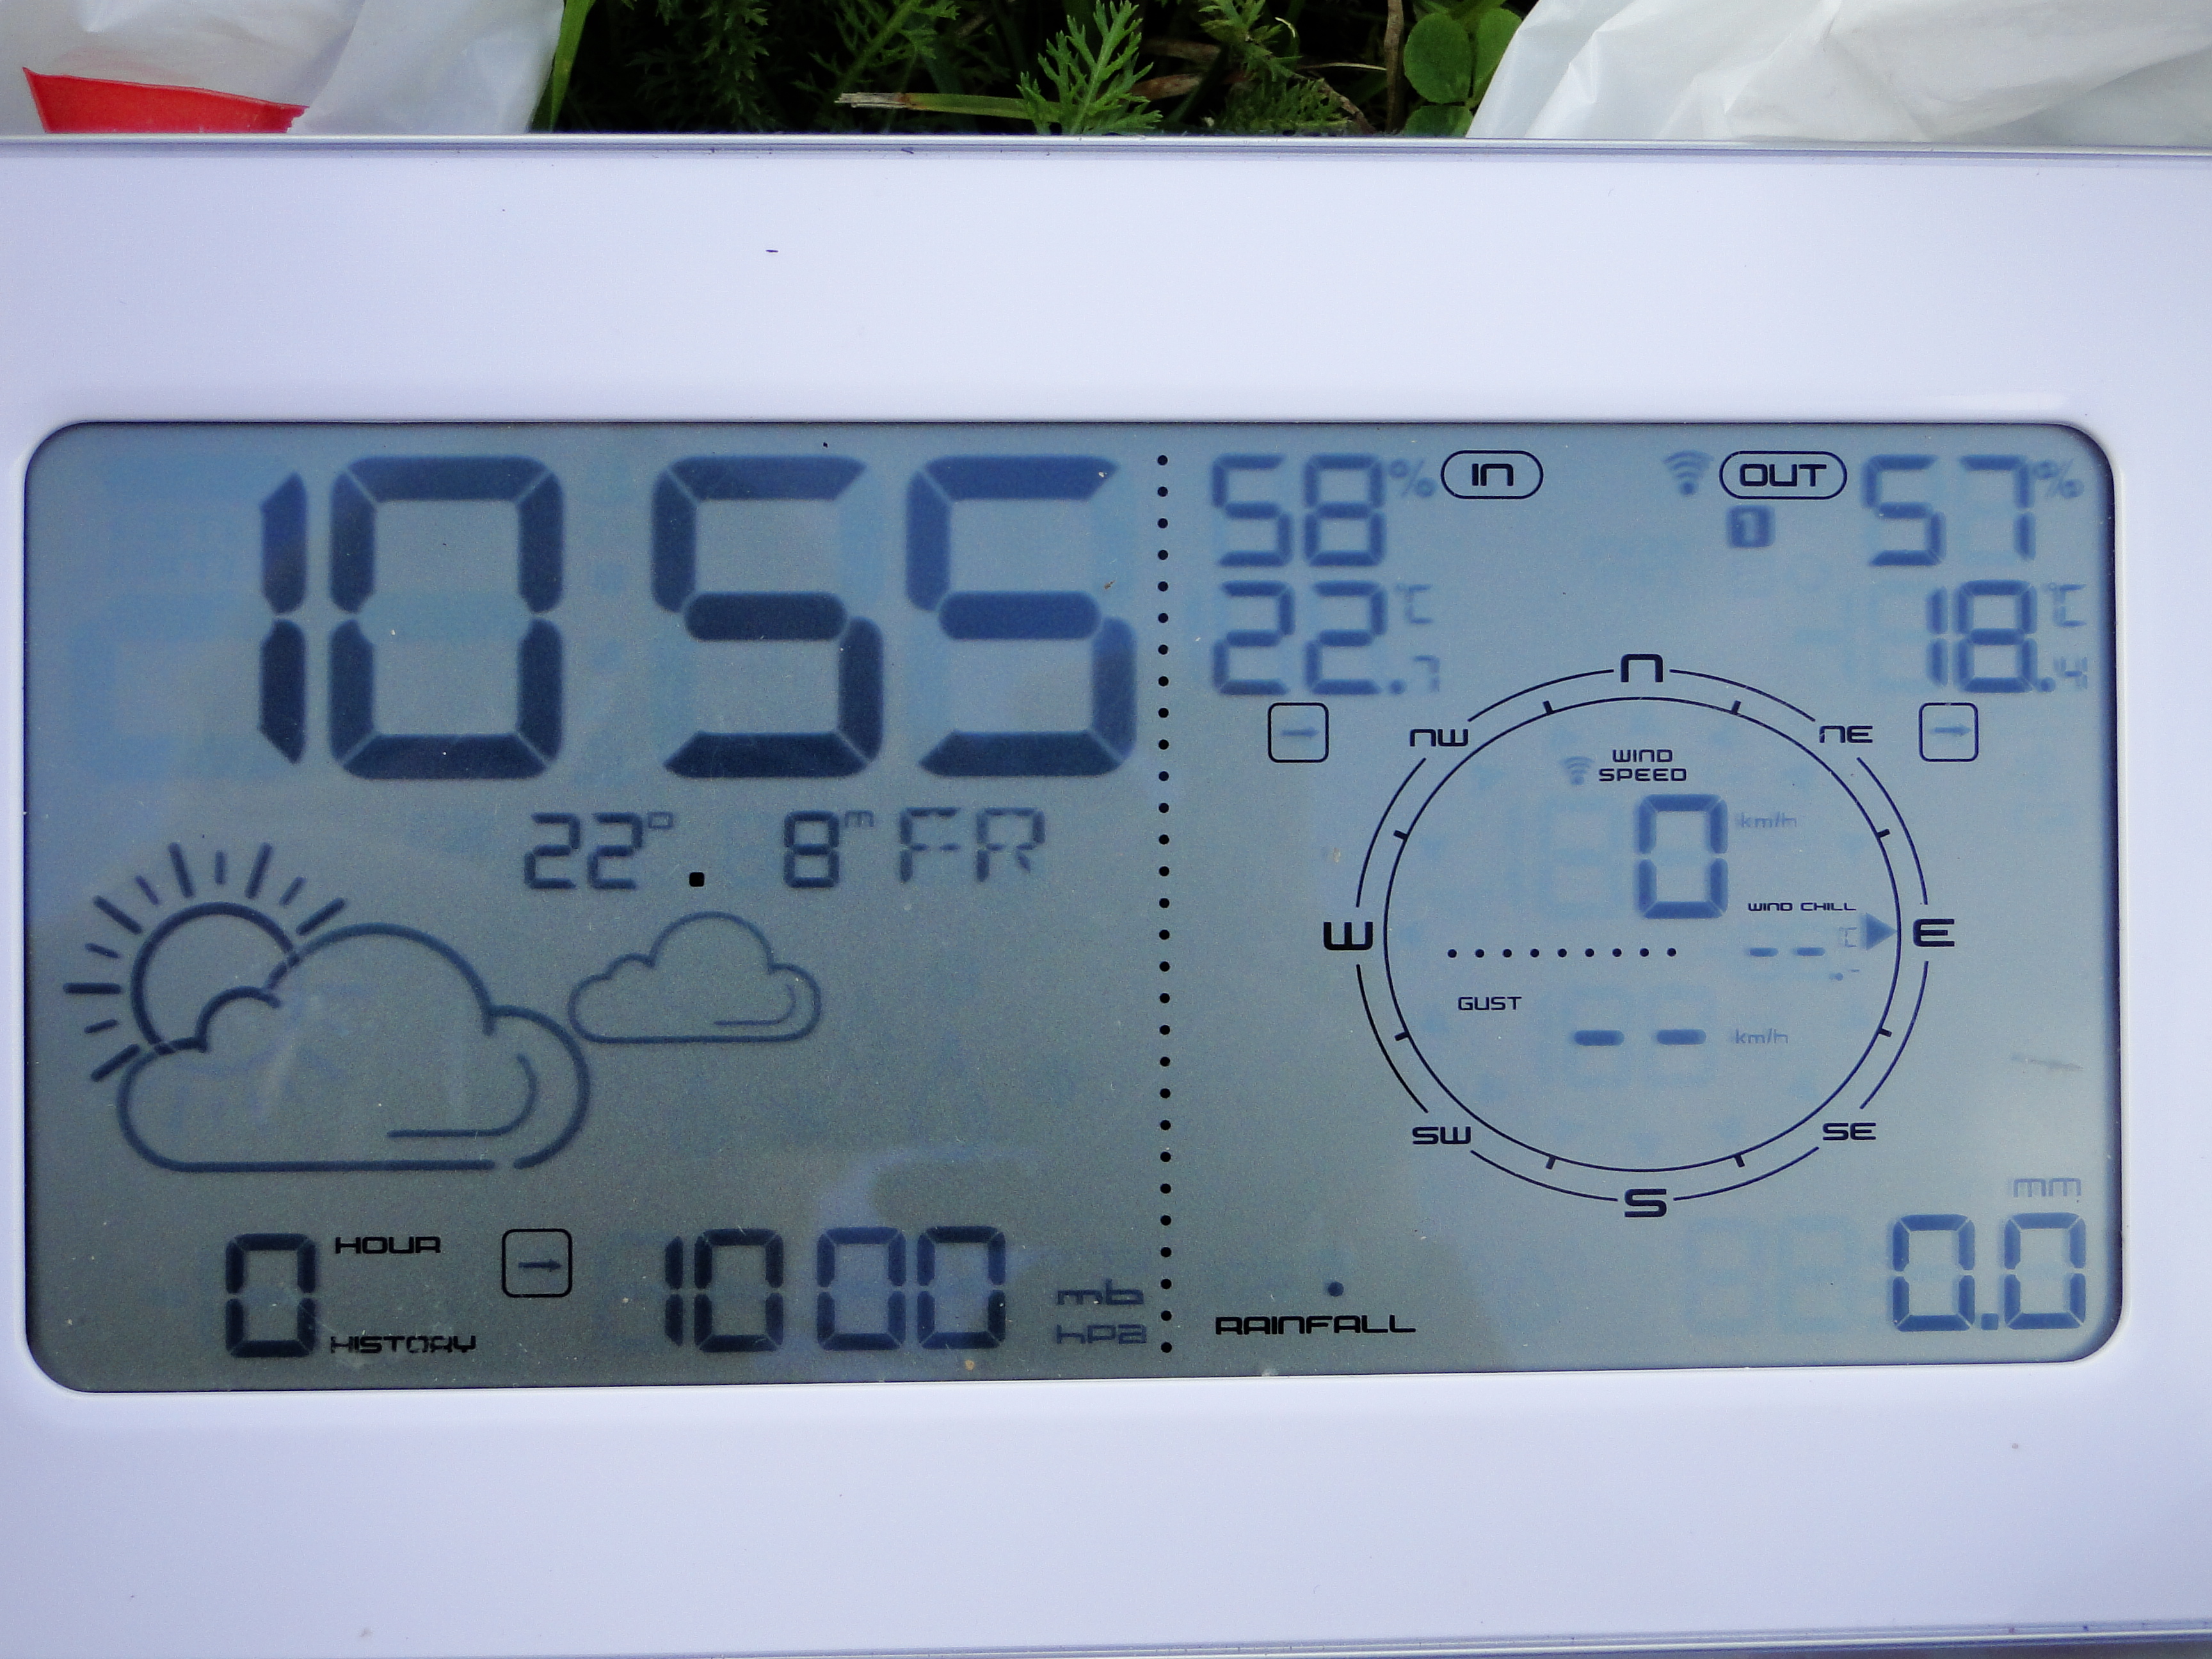 10 55
22D . 8m FR
0 HOUR HISTORY
1000 mb hPa
58% IN
22.7 °C
OUT 57%
1
18.4 °C
N
NW NE
WIND SPEED
0 km/h
WIND CHILL
W E
-- °C
GUST
-- km/h
SW SE
S
RAINFALL
mm
0.0